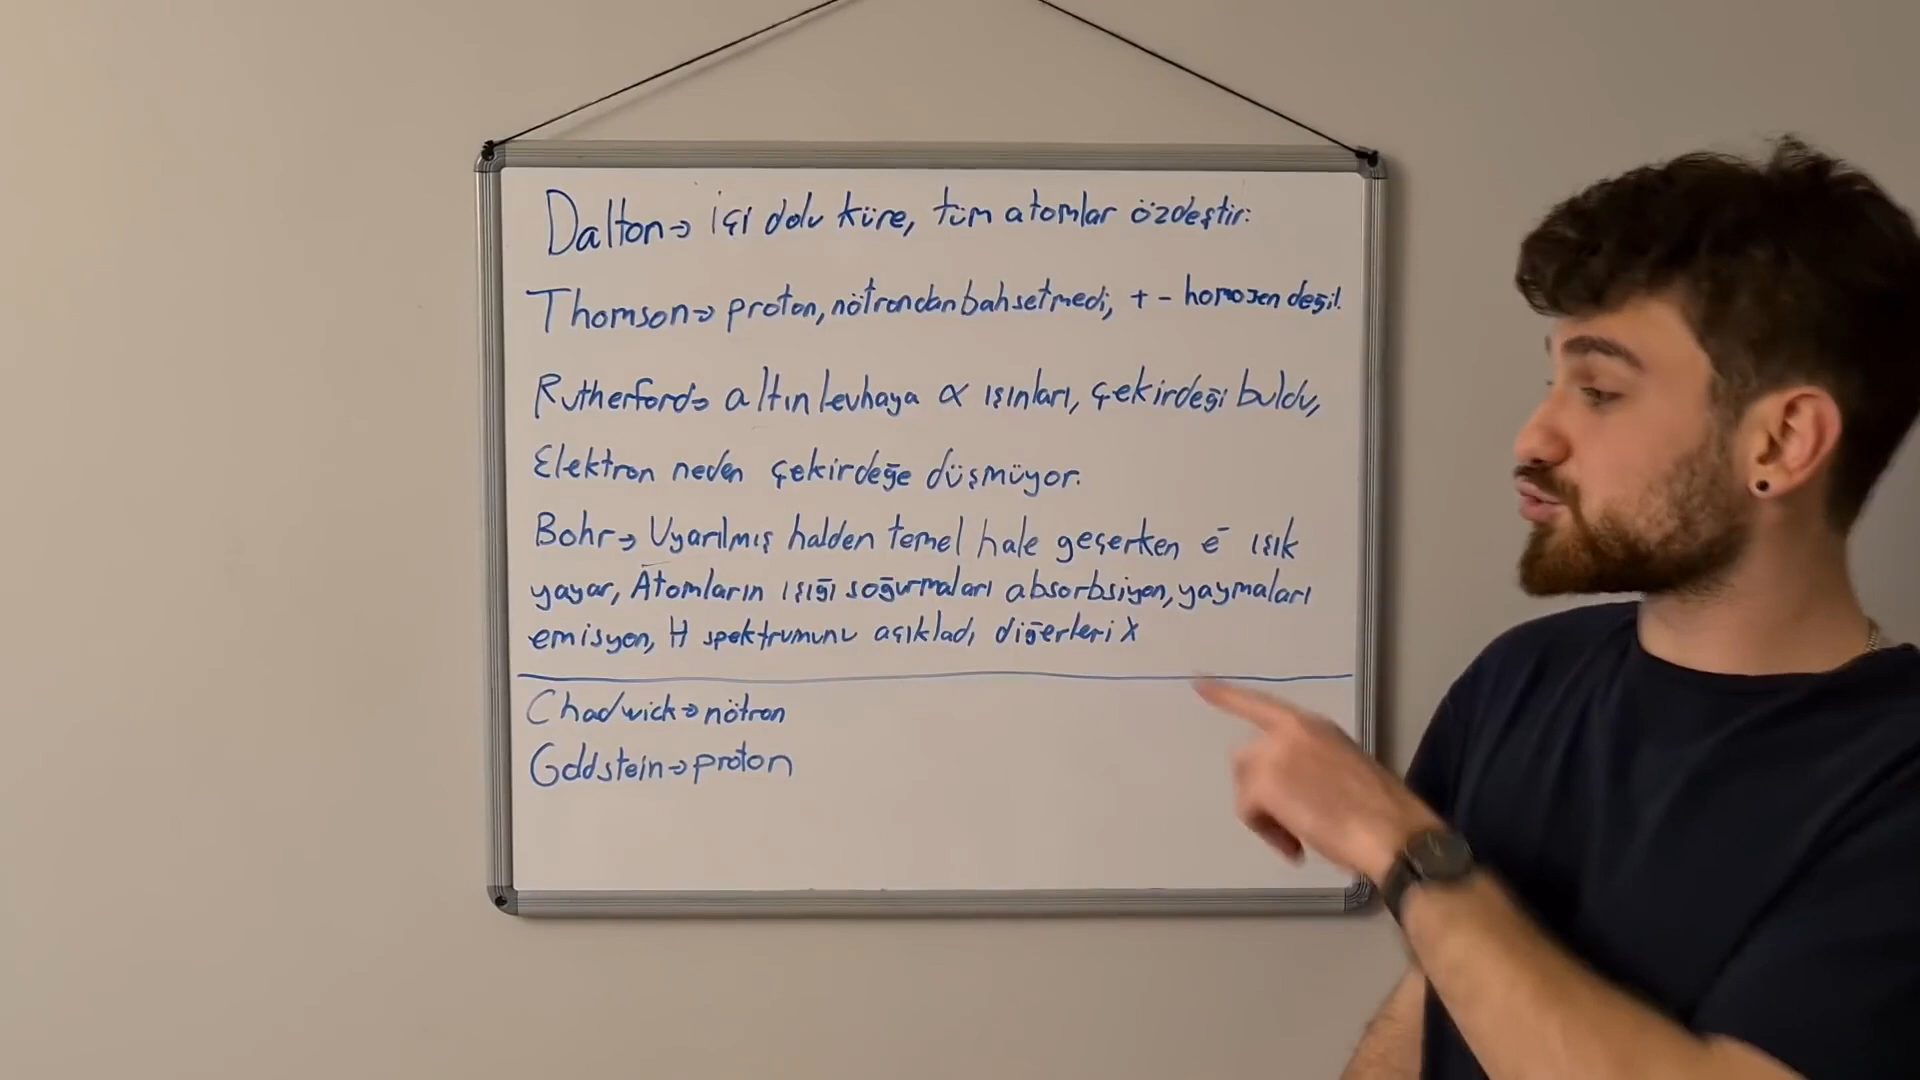 Dalton→ içi dolu küre, tüm atomlar özdeştir.
Thomson→ proton, nötrondan bahsetmedi, + - homojen değil.
Rutherford→ altın levhaya α ışınları, çekirdeği buldu,
Elektron neden çekirdeğe düşmüyor.
Bohr→ Uyarılmış halden temel hale geçerken e⁻ ışık
yayar, Atomların ışığı soğurmaları absorbsiyon, yaymaları
emisyon, H spektrumunu açıkladı, diğerleri X
Chadwick→ nötron
Goldstein→ proton